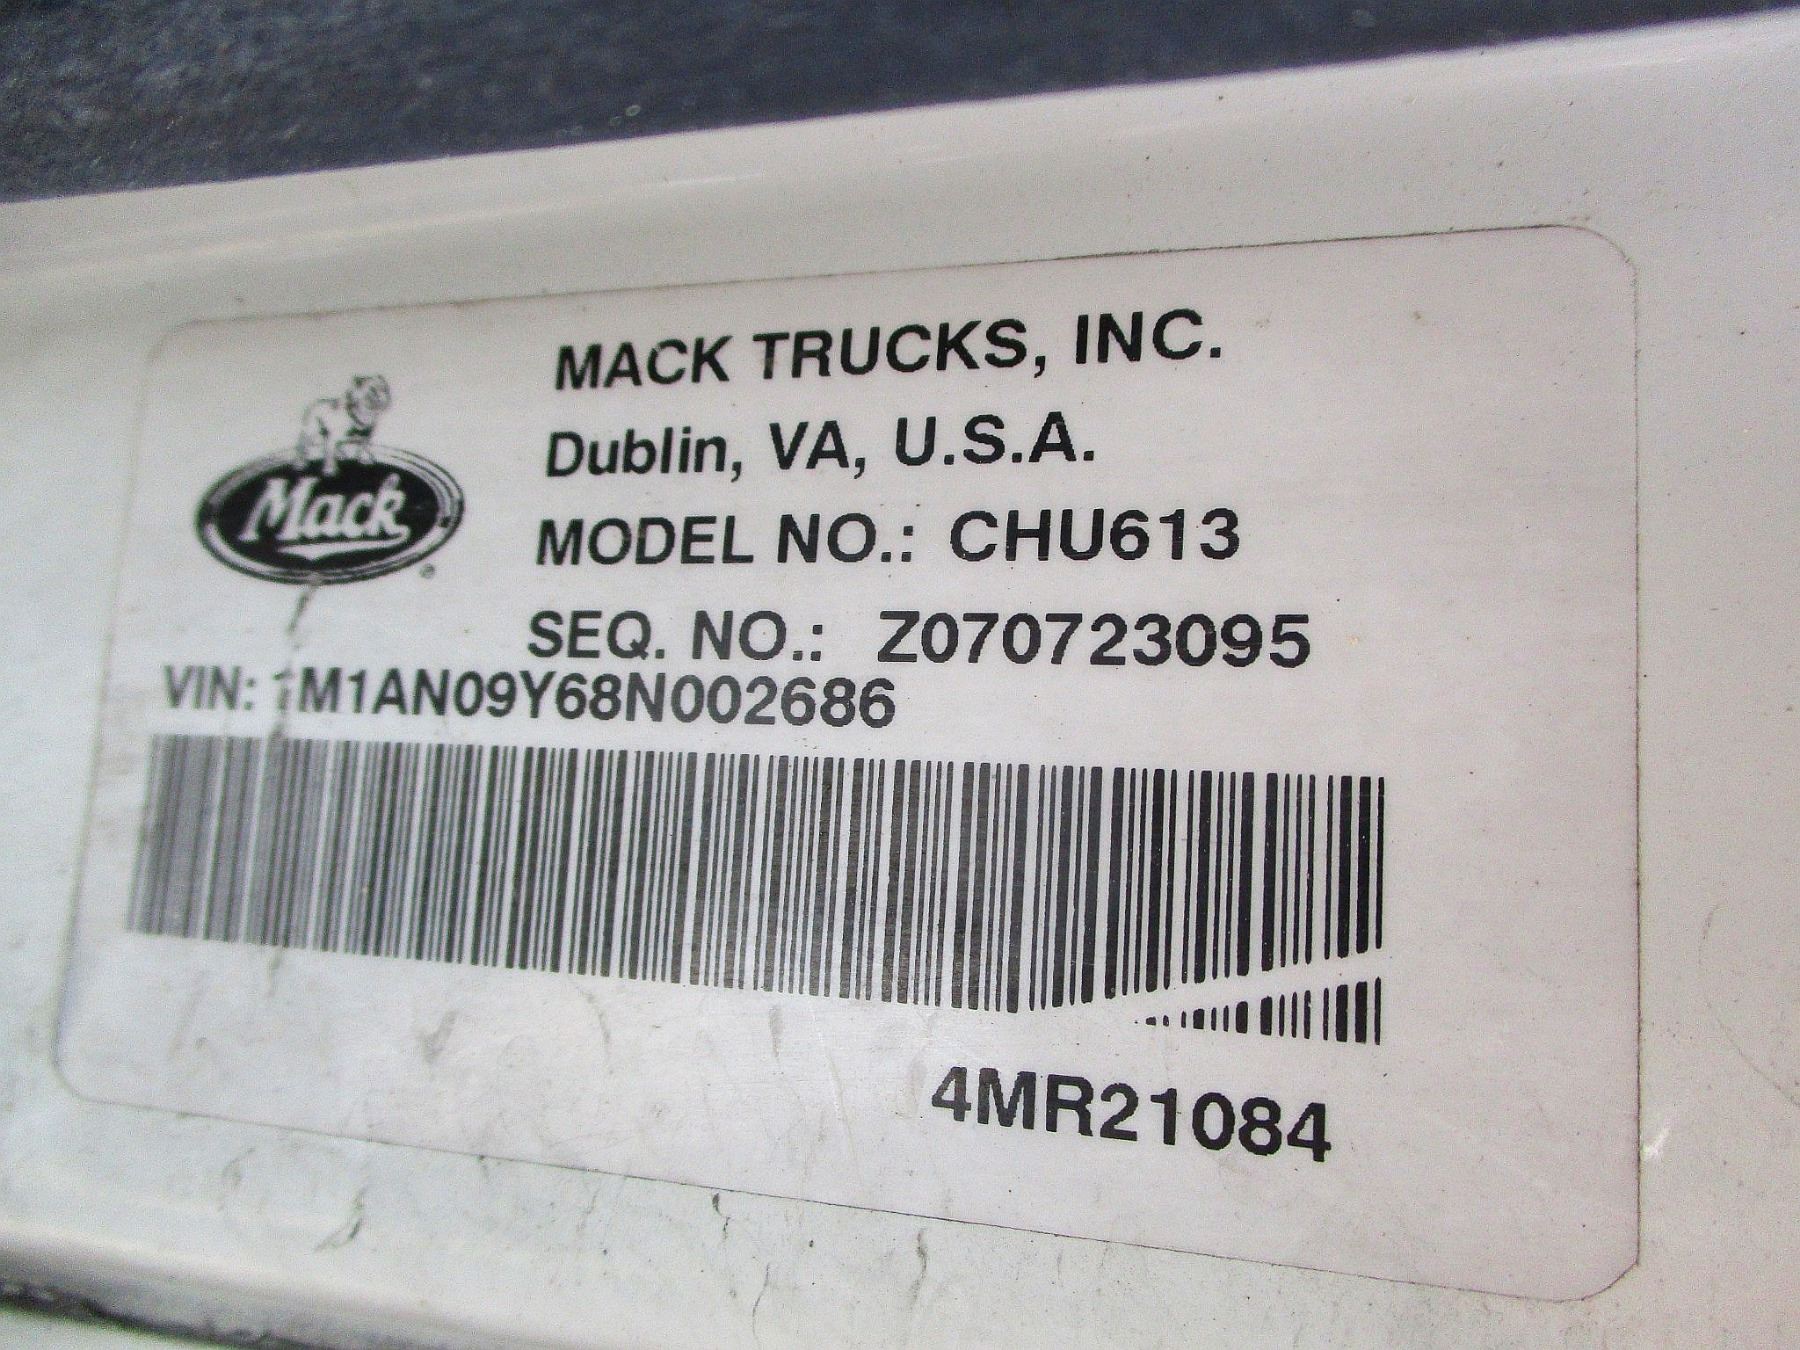 MACK TRUCKS, INC.
Dublin, VA, U.S.A.
Mack
MODEL NO.: CHU613
SEQ. NO.: Z070723095
VIN: 1M1AN09Y68N002686
4MR21084